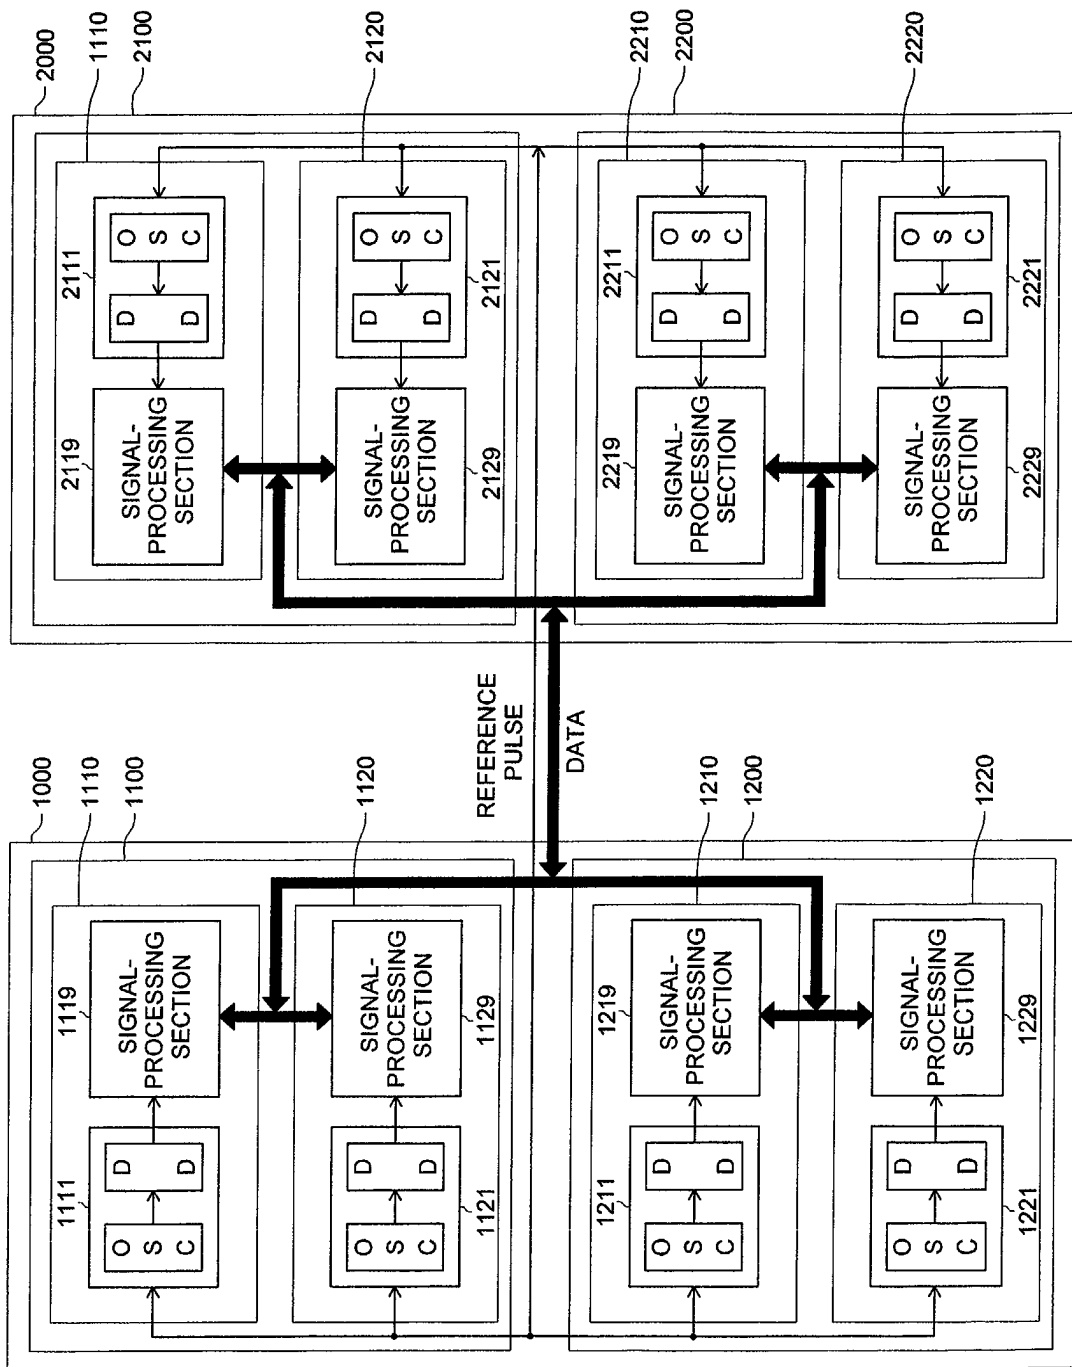 1000
1110
1100
1111
O
S
C
D
D
1119
SIGNAL-
PROCESSING
SECTION
1120
1121
O
S
C
D
D
1129
SIGNAL-
PROCESSING
SECTION
1210
1200
1211
O
S
C
D
D
1219
SIGNAL-
PROCESSING
SECTION
1220
1221
O
S
C
D
D
1229
SIGNAL-
PROCESSING
SECTION
REFERENCE
PULSE
DATA
2000
2100
1110
2119
SIGNAL-
PROCESSING
SECTION
2111
D
D
O
S
C
2120
2129
SIGNAL-
PROCESSING
SECTION
2121
D
D
O
S
C
2210
2200
2219
SIGNAL-
PROCESSING
SECTION
2211
D
D
O
S
C
2220
2229
SIGNAL-
PROCESSING
SECTION
2221
D
D
O
S
C